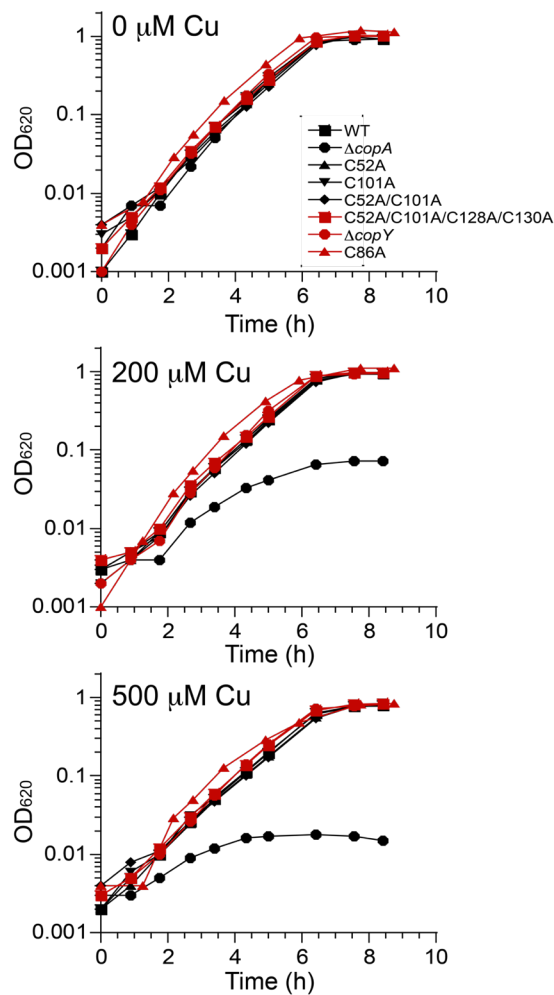 0 μM Cu
1
0.1
0.01
0.001
OD620
0 2 4 6 8 10
Time (h)
WT
ΔcopA
C52A
C101A
C52A/C101A
C52A/C101A/C128A/C130A
ΔcopY
C86A
200 μM Cu
1
0.1
0.01
0.001
OD620
0 2 4 6 8 10
Time (h)
500 μM Cu
1
0.1
0.01
0.001
OD620
0 2 4 6 8 10
Time (h)